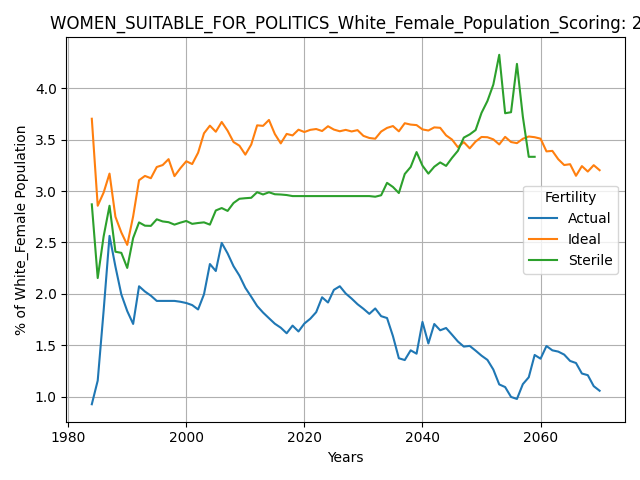 WOMEN_SUITABLE_FOR_POLITICS_White_Female_Population_Scoring: 2
4.0
3.5
3.0
2.5
2.0
1.5
1.0
% of White_Female Population
Fertility
Actual
Ideal
Sterile
1980
2000
2020
2040
2060
Years